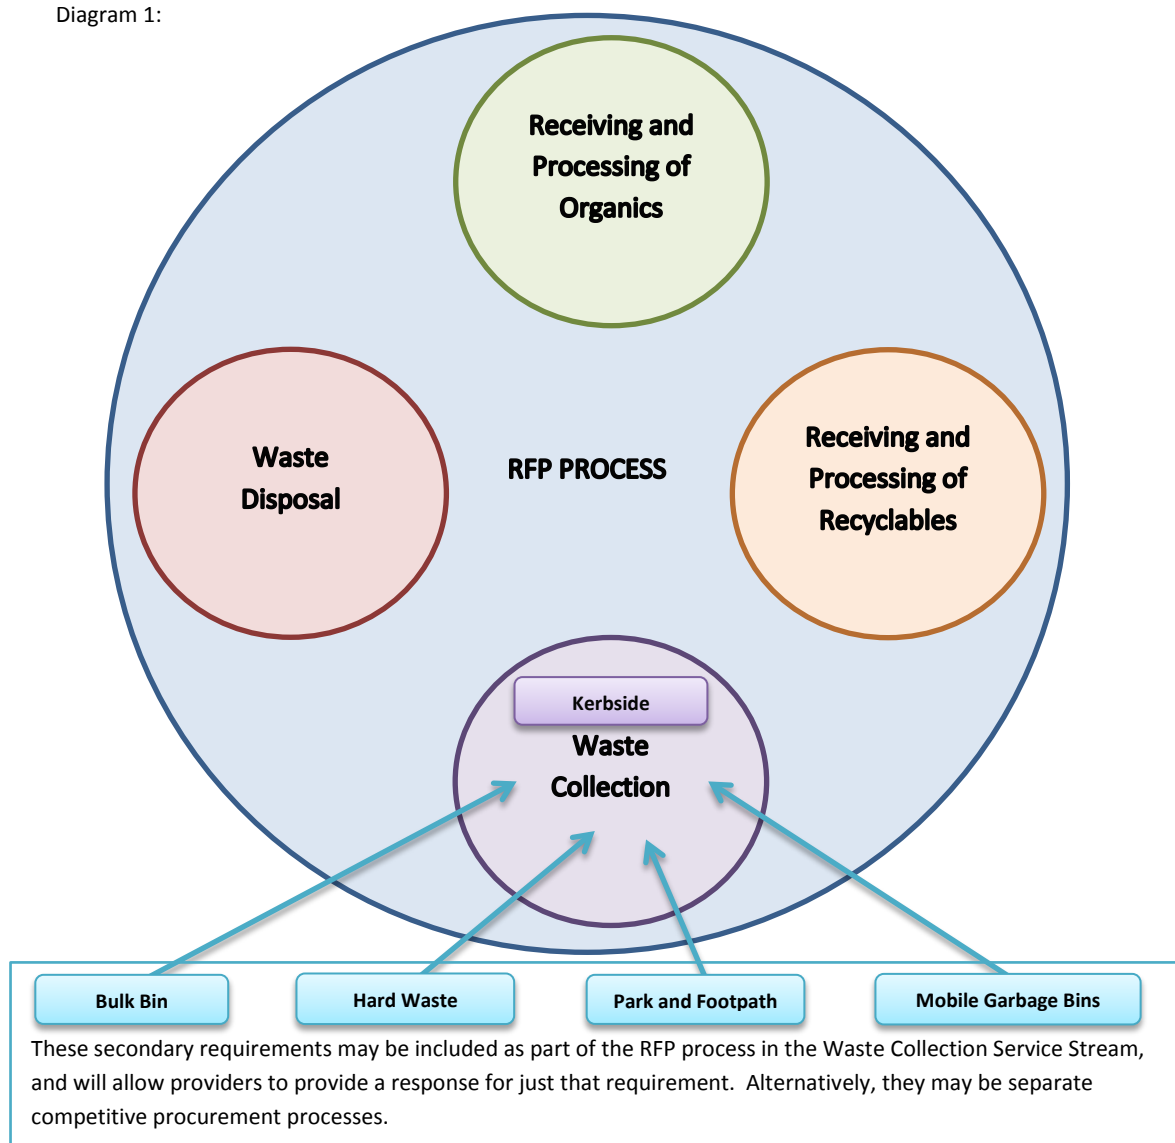 Diagram 1:
Receiving and
Processing of
Organics
Waste
Disposal
RFP PROCESS
Receiving and
Processing of
Recyclables
Kerbside
Waste
Collection
Bulk Bin
Hard Waste
Park and Footpath
Mobile Garbage Bins
These secondary requirements may be included as part of the RFP process in the Waste Collection Service Stream,
and will allow providers to provide a response for just that requirement.  Alternatively, they may be separate
competitive procurement processes.